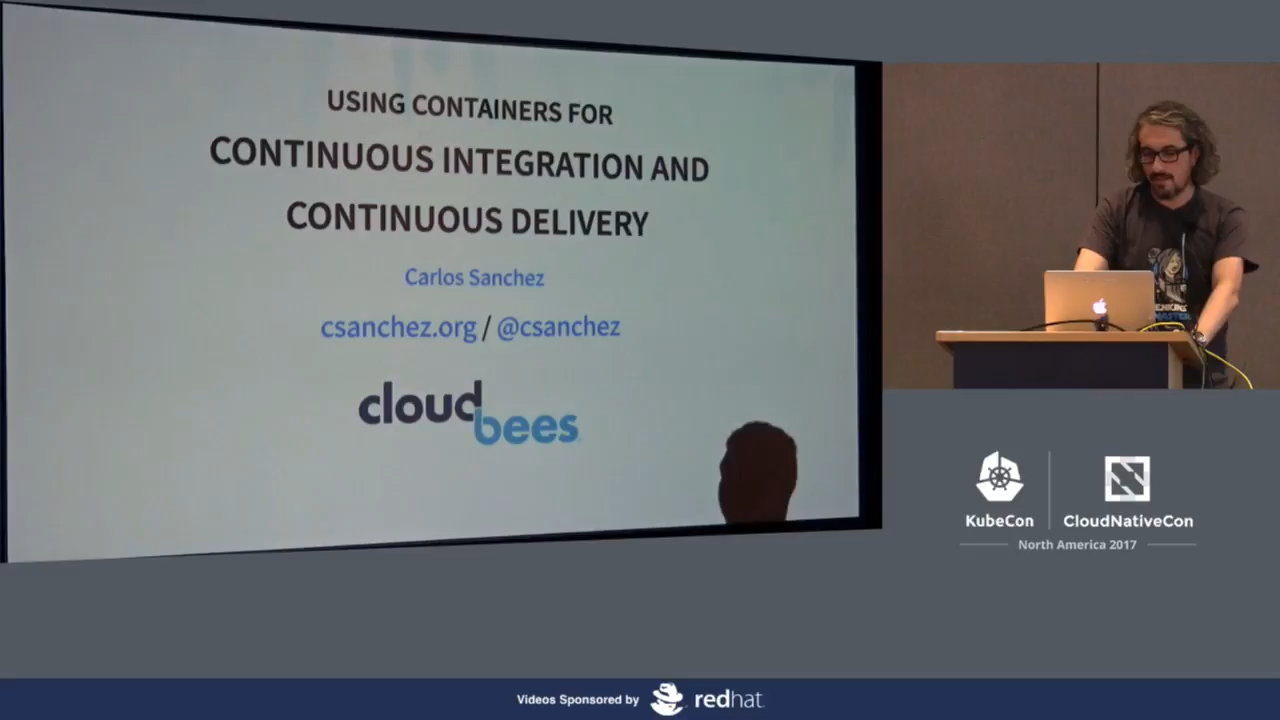 USING CONTAINERS FOR
CONTINUOUS INTEGRATION AND
CONTINUOUS DELIVERY
Carlos Sanchez
csanchez.org / @csanchez
cloudbees
KubeCon
CloudNativeCon
North America 2017
Videos Sponsored by
redhat